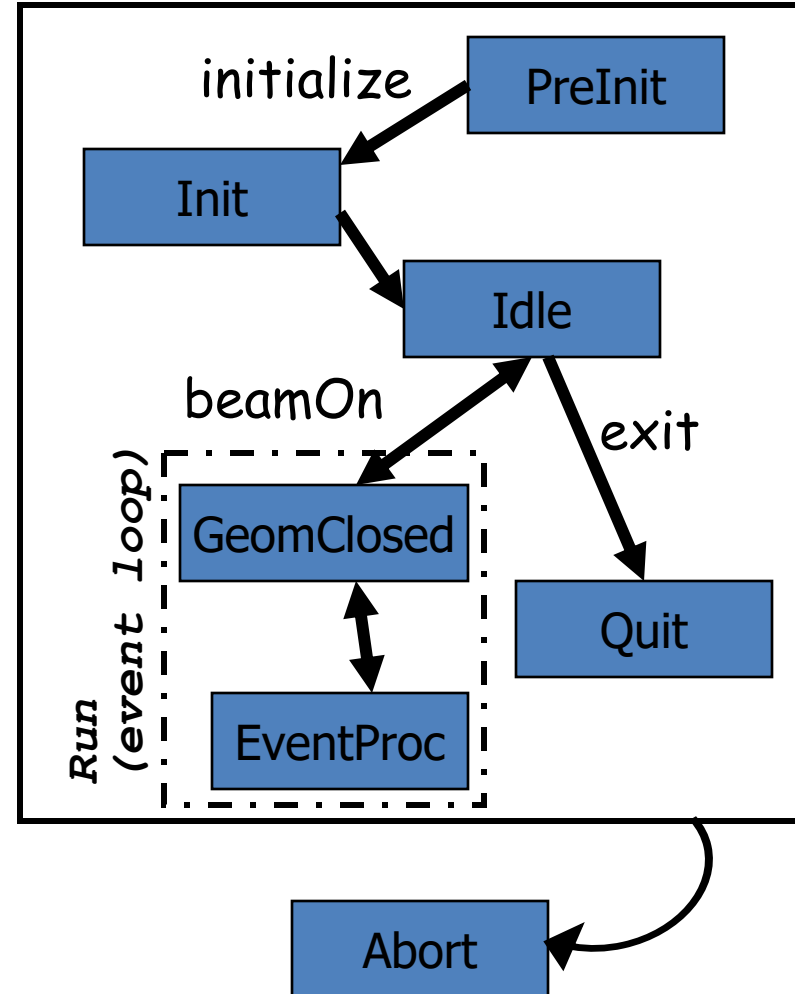 initialize
PreInit
Init
Idle
beamOn
exit
Run
(event loop)
GeomClosed
Quit
EventProc
Abort